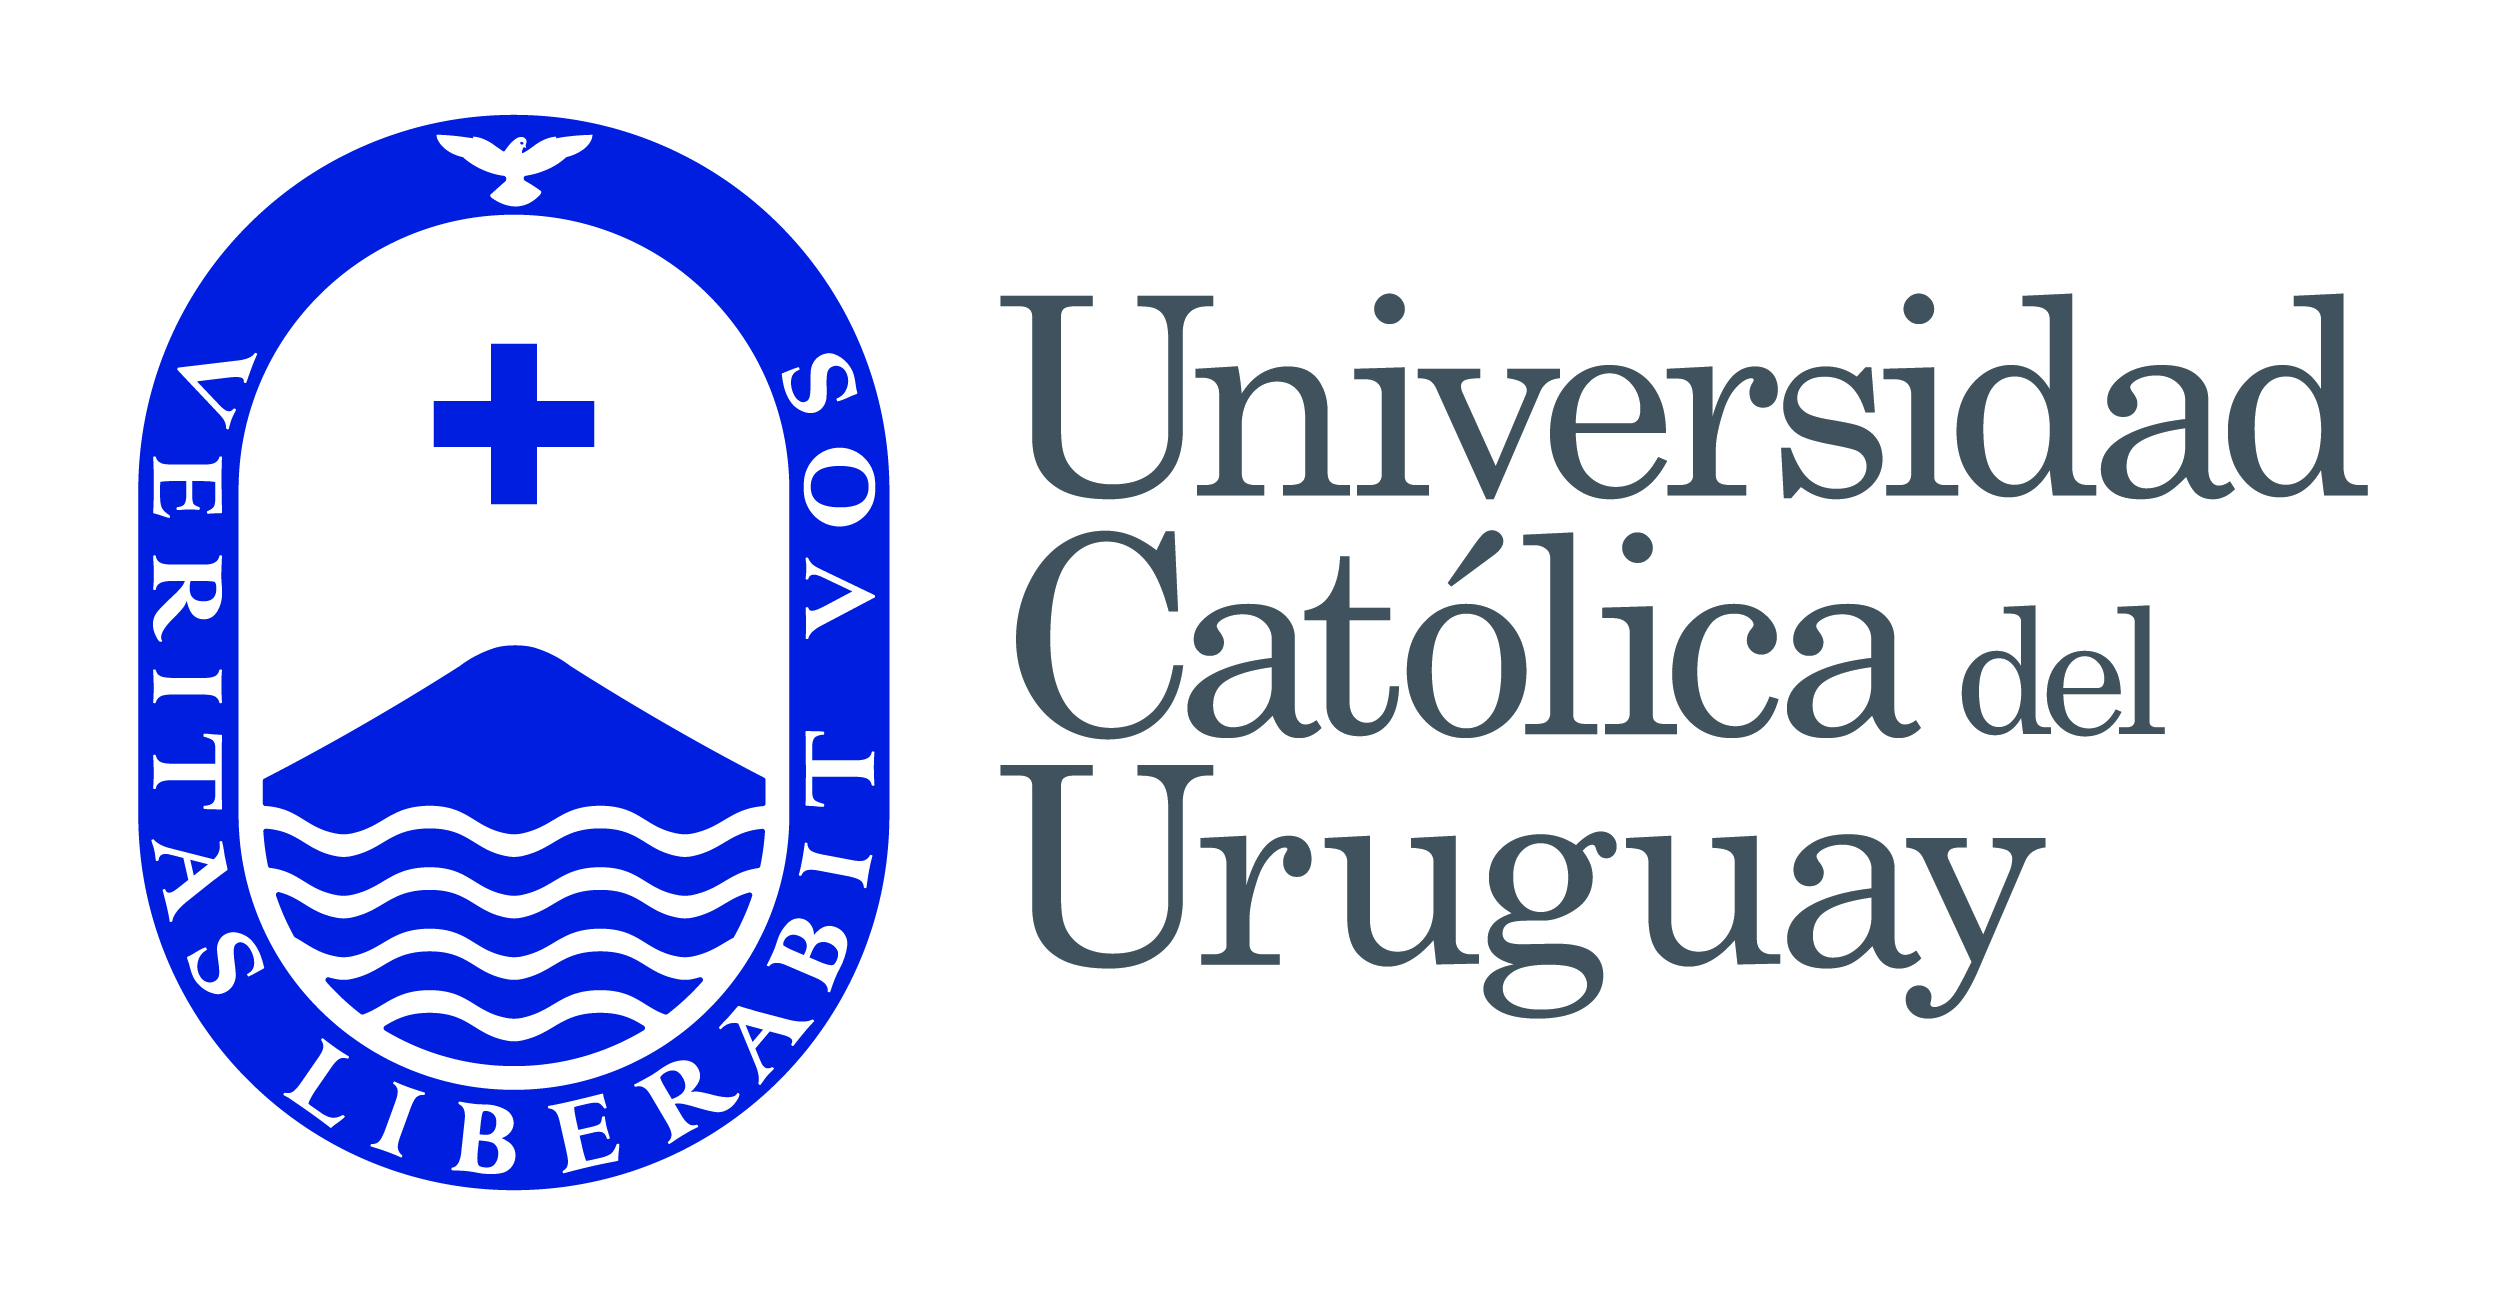 VERITAS LIBERABIT VOS
Universidad
Católica del
Uruguay